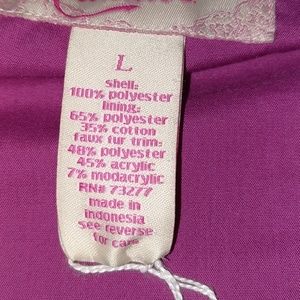 L
shell:
100% polyester
lining:
65% polyester
35% cotton
faux fur trim:
48% polyester
45% acrylic
7% modacrylic
RN# 73277
made in
indonesia
see reverse
for care